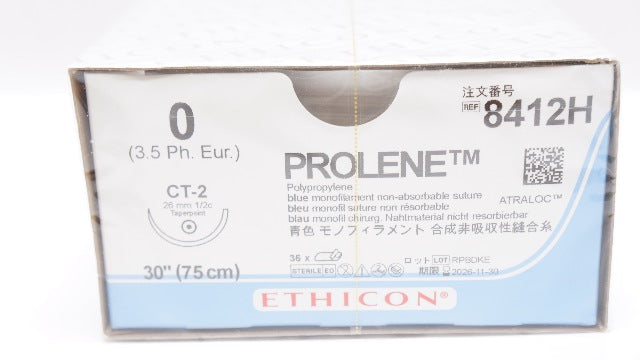 0
(3.5 Ph. Eur.)
CT-2
26 mm 1/2c
Taperpoint
30" (75 cm)
注文番号
REF 8412H
PROLENE™
Polypropylene
blue monofilament non-absorbable suture
bleu monofil suture non résorbable
blau monofil chirurg. Nahtmaterial nicht resorbierbar
青色 モノフィラメント 合成非吸収性縫合糸
ATRALOC™
36 x
STERILE EO
ロット LOT RPBDKE
期限 2026-11-30
ETHICON®